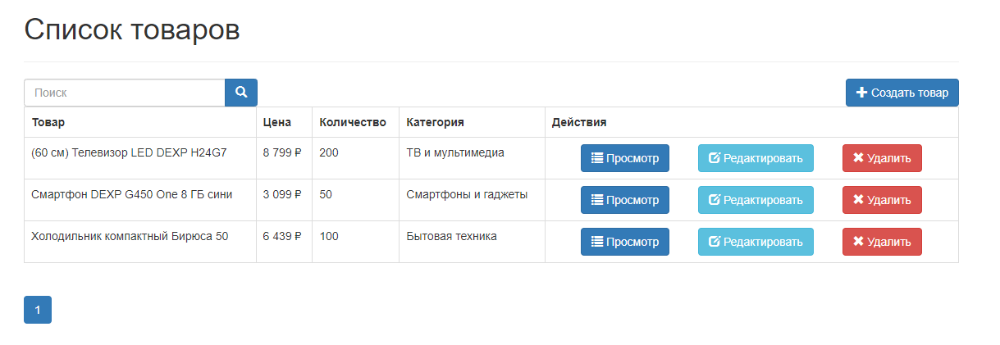 Список товаров
Поиск
Создать товар
Товар Цена Количество Категория Действия
(60 см) Телевизор LED DEXP H24G7 8 799 ₽ 200 ТВ и мультимедиа Просмотр Редактировать Удалить
Смартфон DEXP G450 One 8 ГБ сини 3 099 ₽ 50 Смартфоны и гаджеты Просмотр Редактировать Удалить
Холодильник компактный Бирюса 50 6 439 ₽ 100 Бытовая техника Просмотр Редактировать Удалить
1